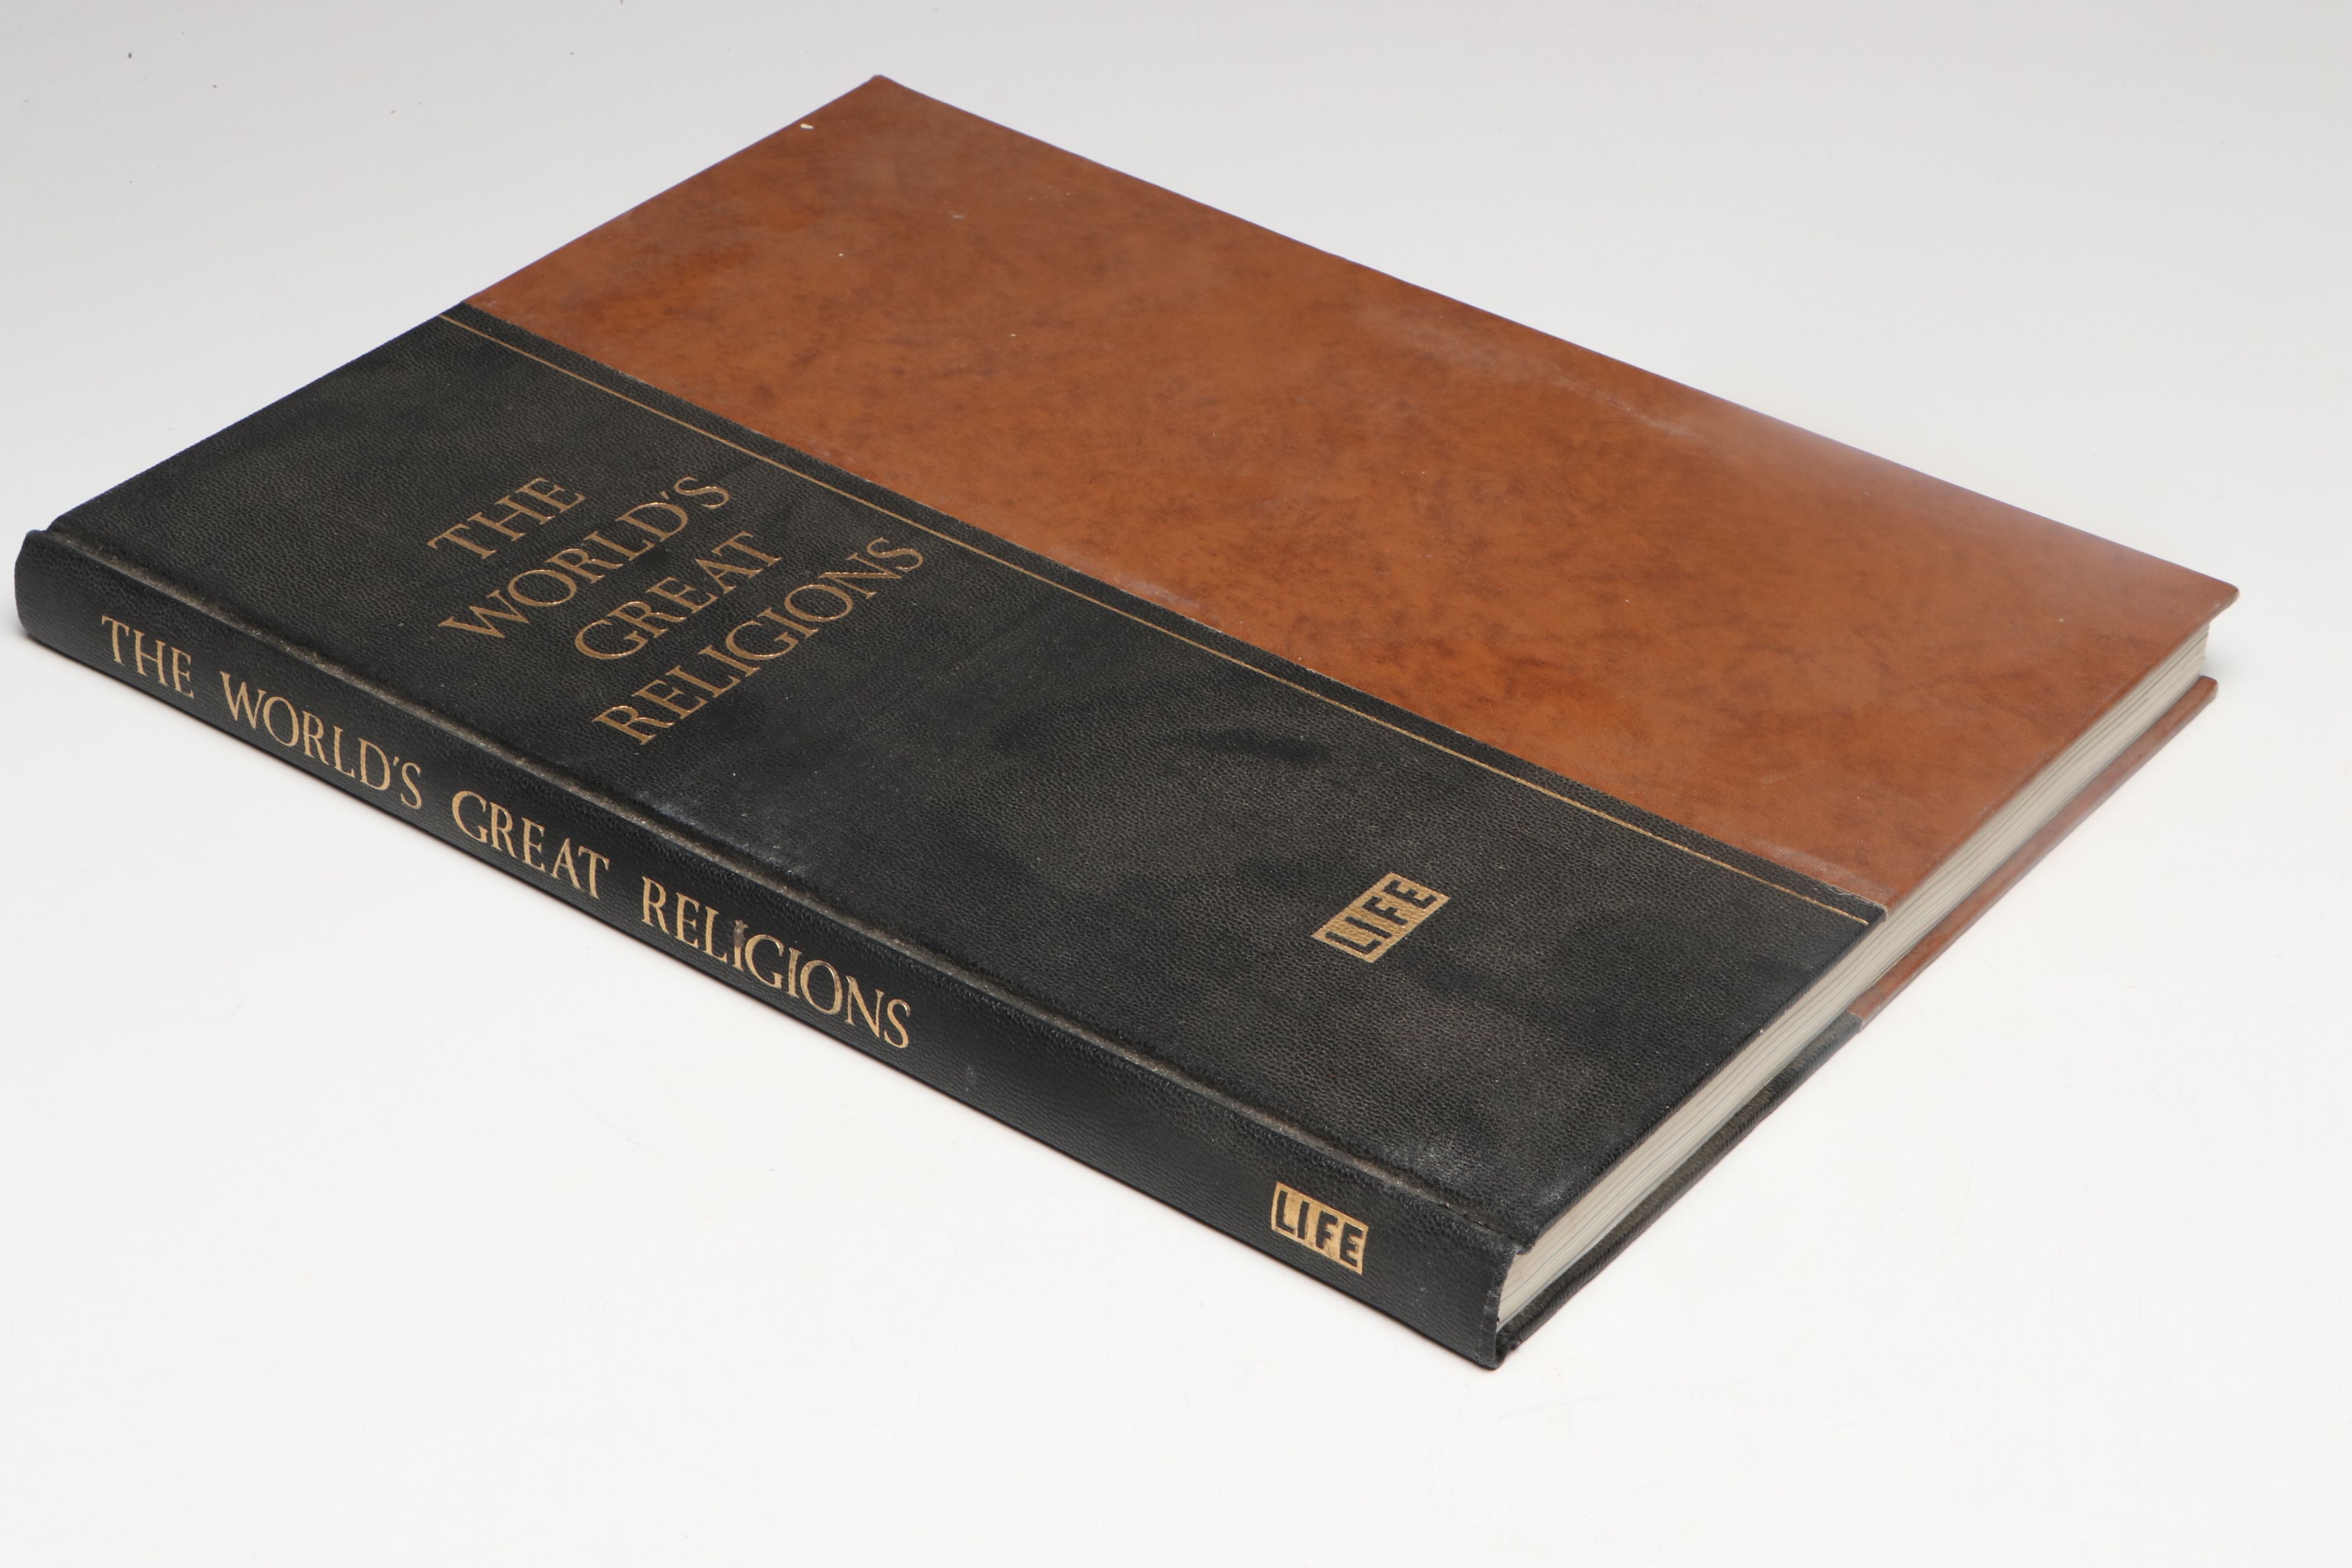 THE
WORLD'S
GREAT
RELIGIONS
LIFE
THE WORLD'S GREAT RELIGIONS
LIFE